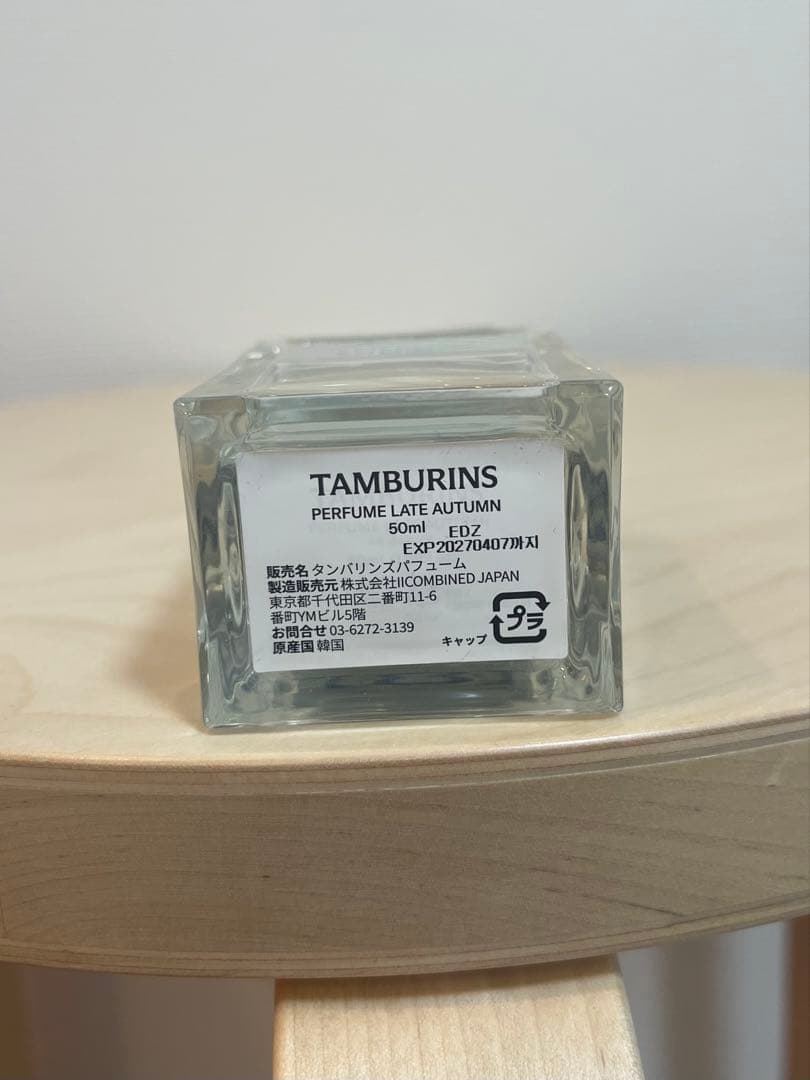 TAMBURINS
PERFUME LATE AUTUMN
50ml EDZ
EXP20270407까지
販売名 タンバリンズパフューム
製造販売元 株式会社IICOMBINED JAPAN
東京都千代田区二番町11-6
番町YMビル5階
お問合せ 03-6272-3139
原産国 韓国
キャップ プラ